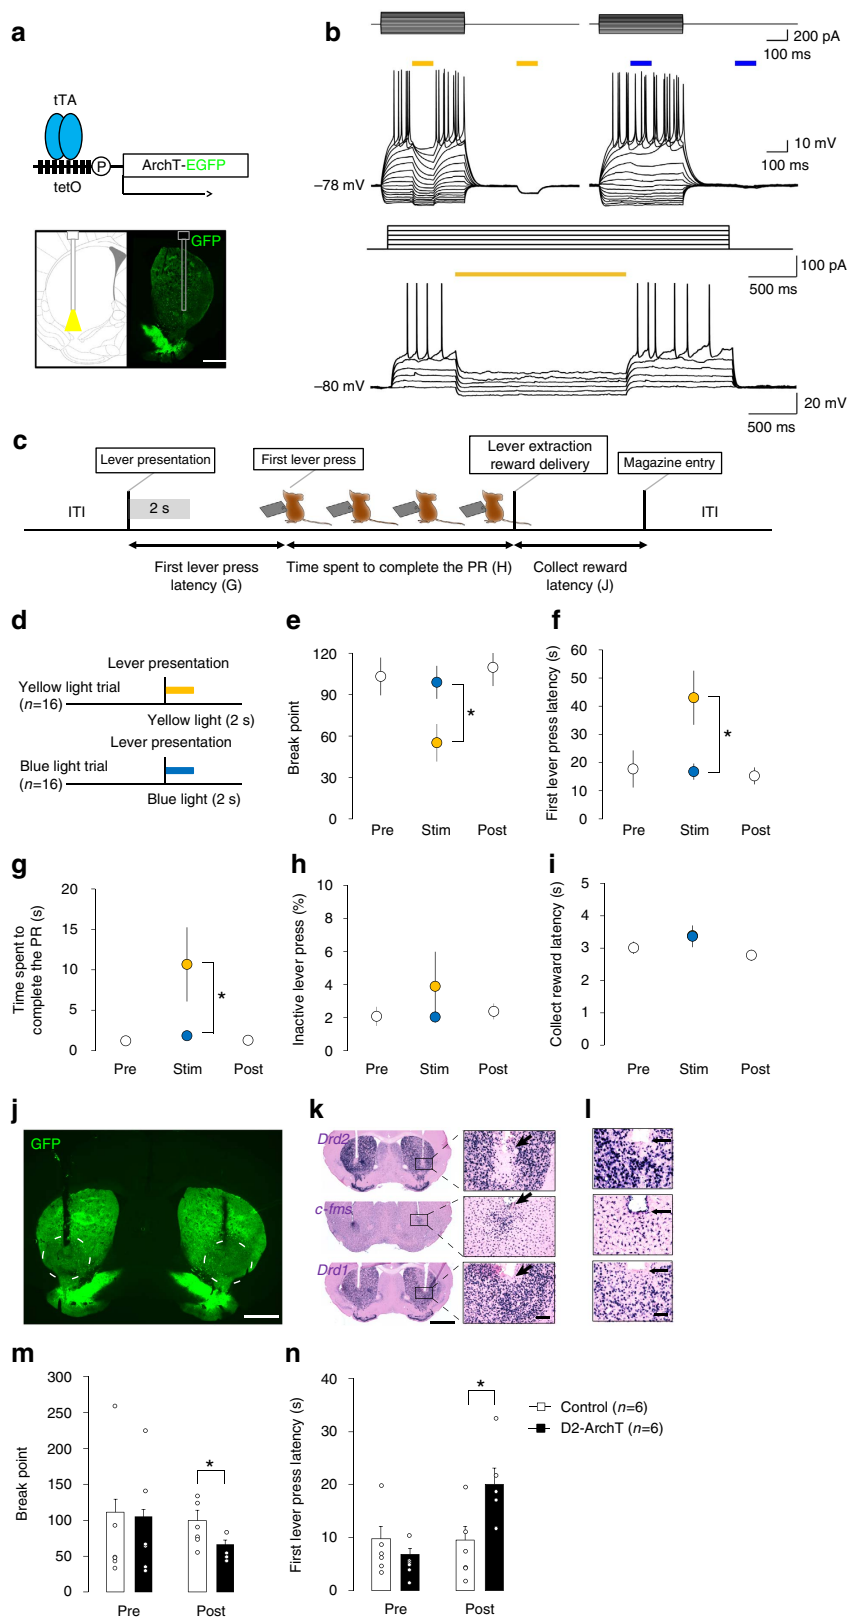 a
tTA
P
ArchT-EGFP
tetO
GFP
b
200 pA
100 ms
10 mV
100 ms
–78 mV
100 pA
500 ms
–80 mV
20 mV
500 ms
c
Lever presentation
First lever press
Lever extraction
reward delivery
Magazine entry
ITI
2 s
ITI
First lever press
latency (G)
Time spent to complete the PR (H)
Collect reward
latency (J)
d
Lever presentation
Yellow light trial
(n=16)
Yellow light (2 s)
Lever presentation
Blue light trial
(n=16)
Blue light (2 s)
e
Break point
120
90
60
30
0
*
Pre
Stim
Post
f
First lever press latency (s)
60
50
40
30
20
10
0
*
Pre
Stim
Post
g
Time spent to
complete the PR (s)
20
15
10
5
0
*
Pre
Stim
Post
h
Inactive lever press (%)
10
8
6
4
2
0
Pre
Stim
Post
i
Collect reward latency (s)
5
4
3
2
1
0
Pre
Stim
Post
j
GFP
k
Drd2
c-fms
Drd1
l
m
Break point
300
250
200
150
100
50
0
*
Pre
Post
n
First lever press latency (s)
40
30
20
10
0
*
Pre
Post
Control (n=6)
D2-ArchT (n=6)